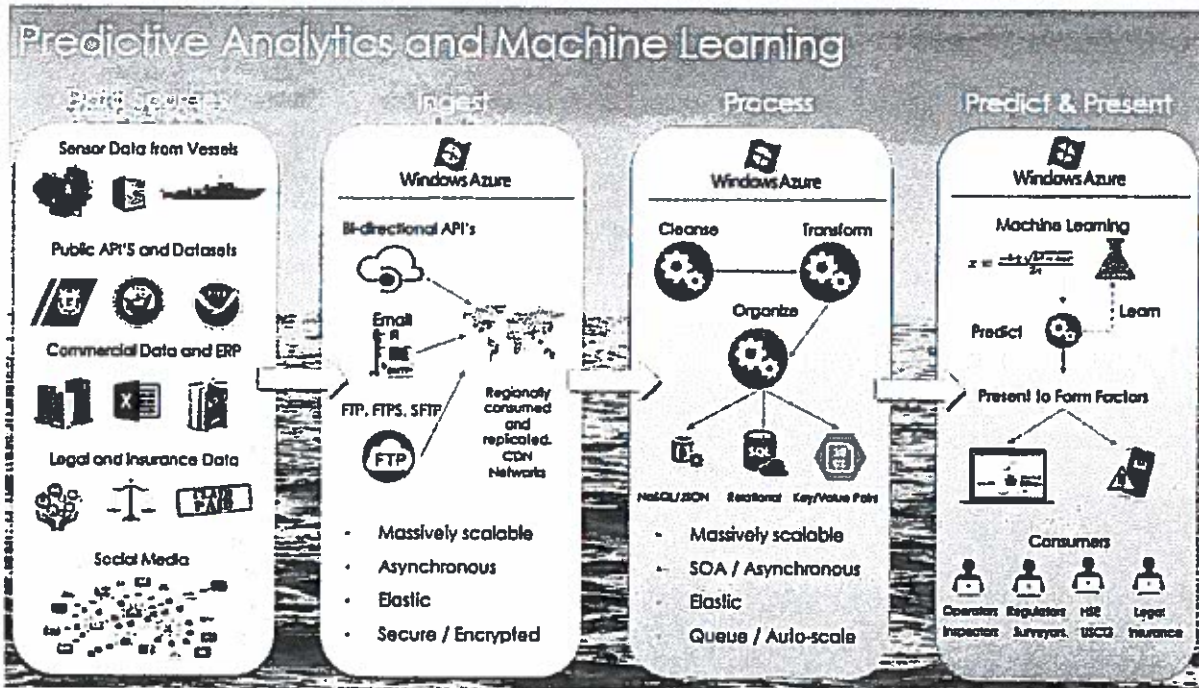 Predictive Analytics and Machine Learning
Data Sources
Sensor Data from Vessels
Public API'S and Datasets
Commercial Data and ERP
Legal and Insurance Data
Social Media
Ingest
Windows Azure
Bi-directional API's
Email
FTP, FTPS, SFTP
FTP
Regionally
consumed
and
replicated.
CDN
Networks
• Massively scalable
• Asynchronous
• Elastic
• Secure / Encrypted
Process
Windows Azure
Cleanse
Transform
Organize
SQL
NoSQL/JSON
Relational
Key/Value Pairs
• Massively scalable
• SOA / Asynchronous
• Elastic
• Queue / Auto-scale
Predict & Present
Windows Azure
Machine Learning
Learn
Predict
Present to Form Factors
Consumers
Operators Regulators HSE Legal
Inspectors Surveyors USCG Insurance